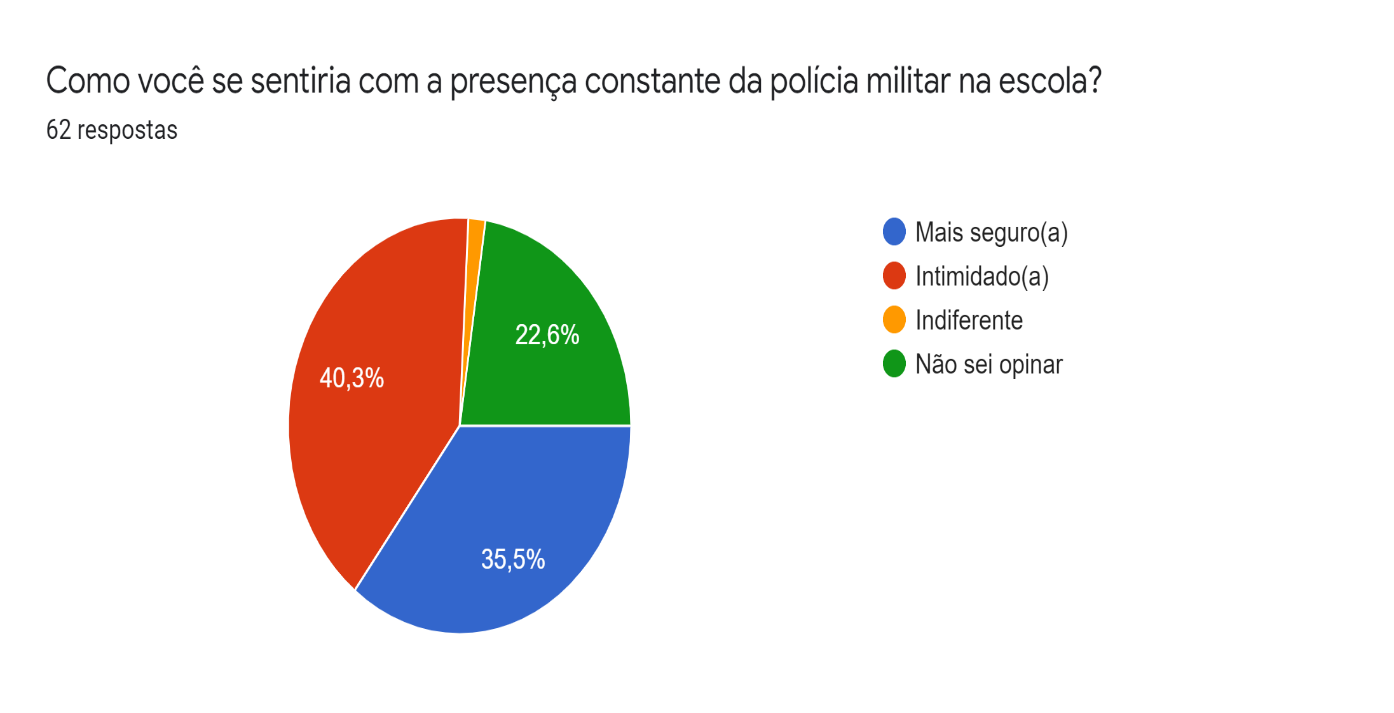 Como você se sentiria com a presença constante da polícia militar na escola?
62 respostas
Mais seguro(a)
Intimidado(a)
Indiferente
Não sei opinar
22,6%
40,3%
35,5%